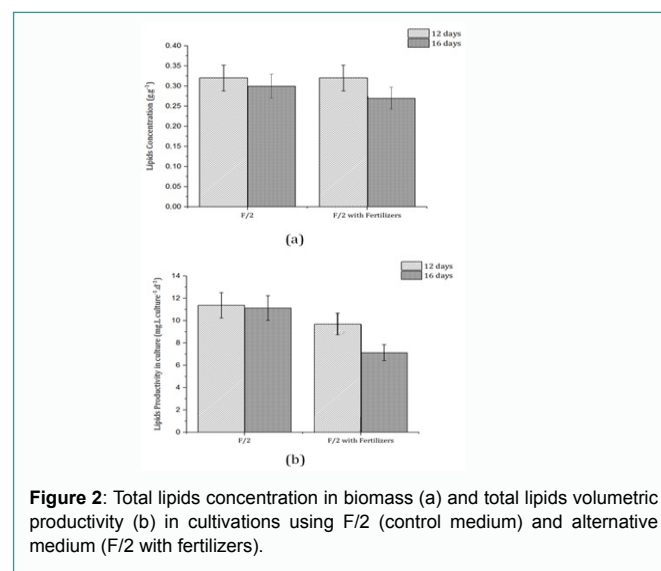 12 days
16 days
0.40
0.35
0.30
0.25
0.20
0.15
0.10
0.05
0.00
Lipids Concentration (g.g⁻¹)
F/2
F/2 with Fertilizers
(a)
12 days
16 days
14
12
10
8
6
4
2
0
Lipids Productivity in culture (mg.L culture⁻¹.d⁻¹)
F/2
F/2 with Fertilizers
(b)
Figure 2: Total lipids concentration in biomass (a) and total lipids volumetric
productivity (b) in cultivations using F/2 (control medium) and alternative
medium (F/2 with fertilizers).